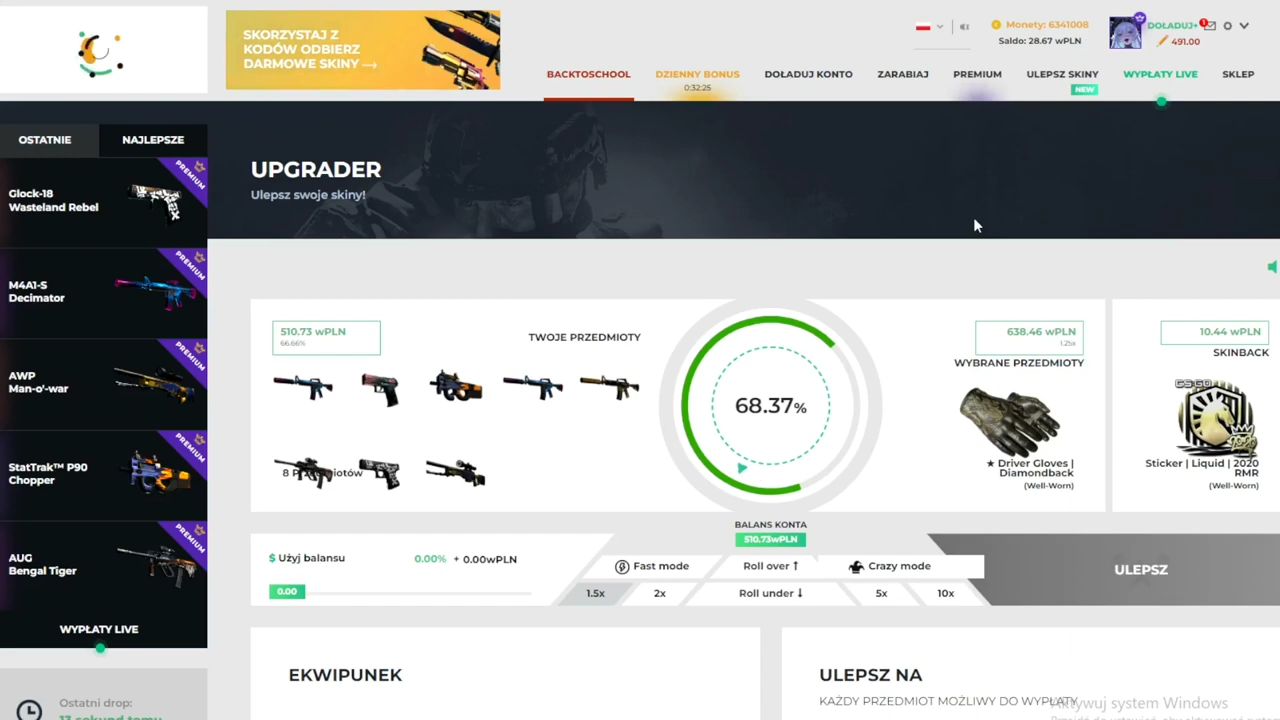 SKORZYSTAJ Z
KODÓW ODBIERZ
DARMOWE SKINY →
Monety: 6341008
Saldo: 28.67 wPLN
DOŁADUJ+
1
491.00
BACKTOSCHOOL
DZIENNY BONUS
0:32:25
DOŁADUJ KONTO
ZARABIAJ
PREMIUM
ULEPSZ SKINY
NEW
WYPŁATY LIVE
SKLEP
OSTATNIE
NAJLEPSZE
Glock-18
Wasteland Rebel
PREMIUM
M4A1-S
Decimator
PREMIUM
AWP
Man-o'-war
PREMIUM
StatTrak™ P90
Chopper
PREMIUM
AUG
Bengal Tiger
PREMIUM
WYPŁATY LIVE
Ostatni drop:
13 sekund temu
UPGRADER
Ulepsz swoje skiny!
510.73 wPLN
66.66%
TWOJE PRZEDMIOTY
8 Przedmiotów
68.37%
638.46 wPLN
1.25x
WYBRANE PRZEDMIOTY
★ Driver Gloves |
Diamondback
(Well-Worn)
10.44 wPLN
SKINBACK
Sticker | Liquid | 2020
RMR
(Well-Worn)
BALANS KONTA
510.73wPLN
$ Użyj balansu
0.00% + 0.00wPLN
0.00
Fast mode
Roll over ↑
Crazy mode
1.5x
2x
Roll under ↓
5x
10x
ULEPSZ
EKWIPUNEK
ULEPSZ NA
KAŻDY PRZEDMIOT MOŻLIWY DO WYPŁATY
Aktywuj system Windows